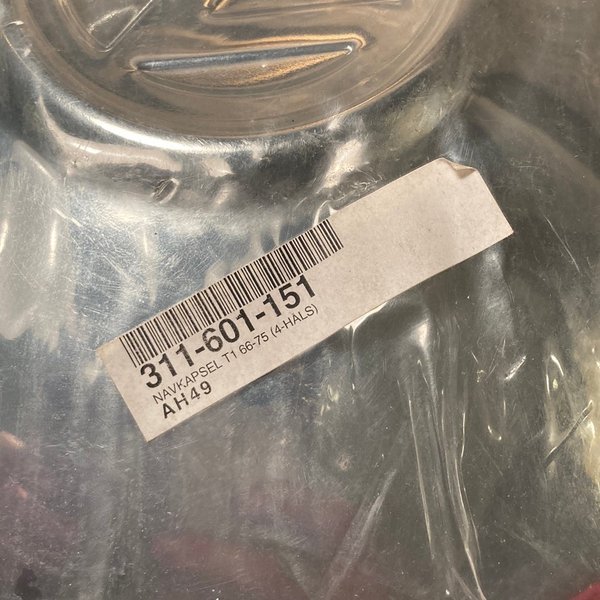 311-601-151
NAVKAPSEL T1 66-75 (4-HALS)
AH49